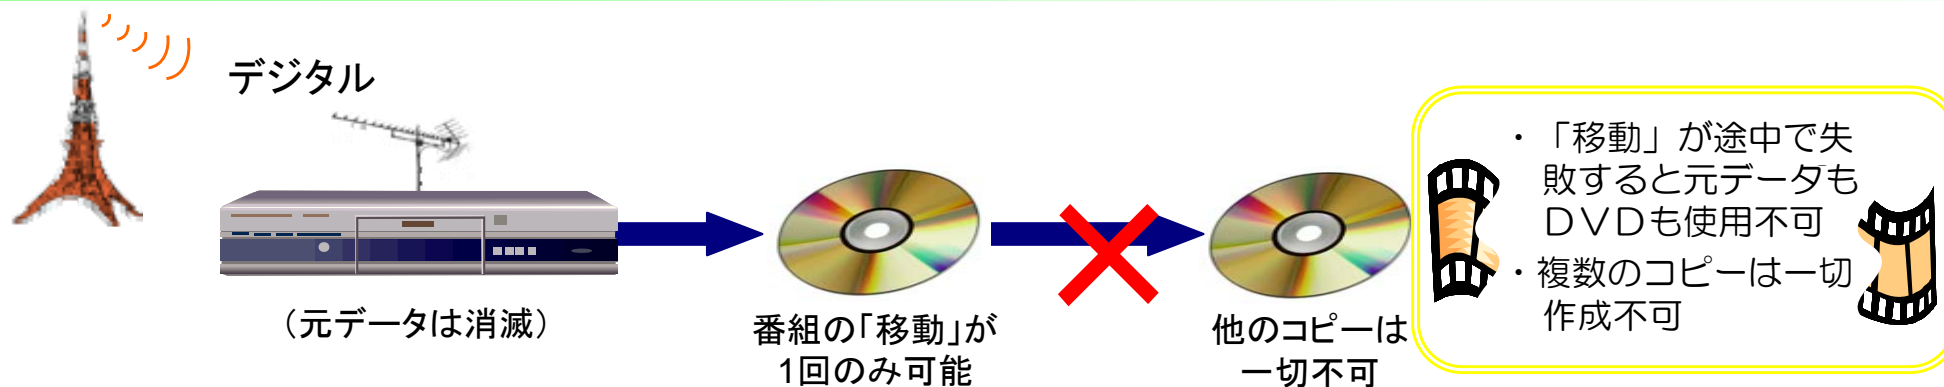 デジタル
（元データは消滅）
番組の「移動」が
1回のみ可能
他のコピーは
一切不可
・「移動」が途中で失
敗すると元データも
ＤＶＤも使用不可
・複数のコピーは一切
作成不可